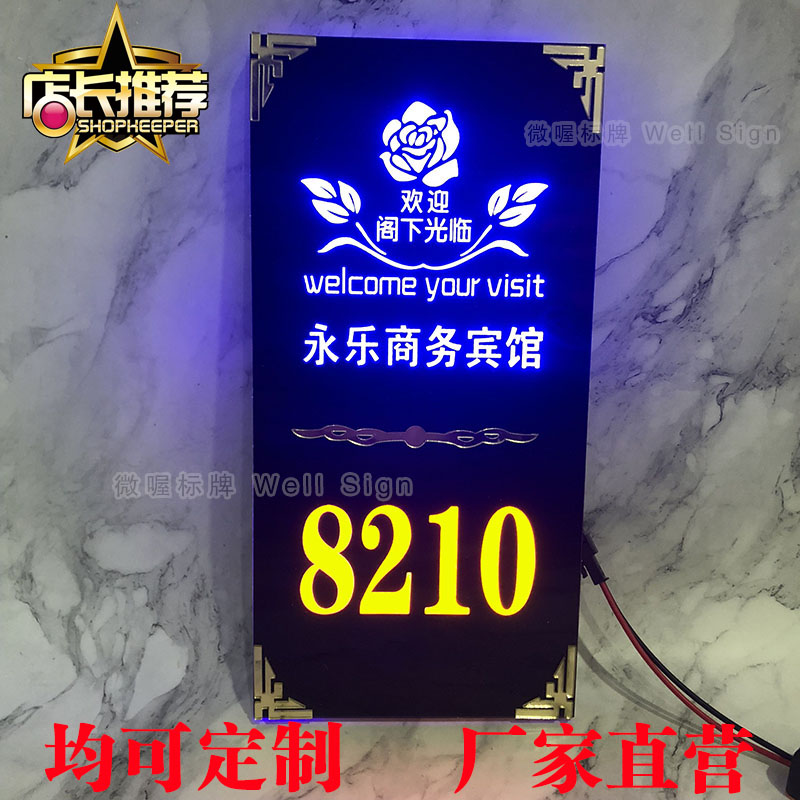 店长推荐
SHOPKEEPER
微喔标牌 Well Sign
欢迎
阁下光临
welcome your visit
永乐商务宾馆
微喔标牌 Well Sign
8210
均可定制 厂家直营